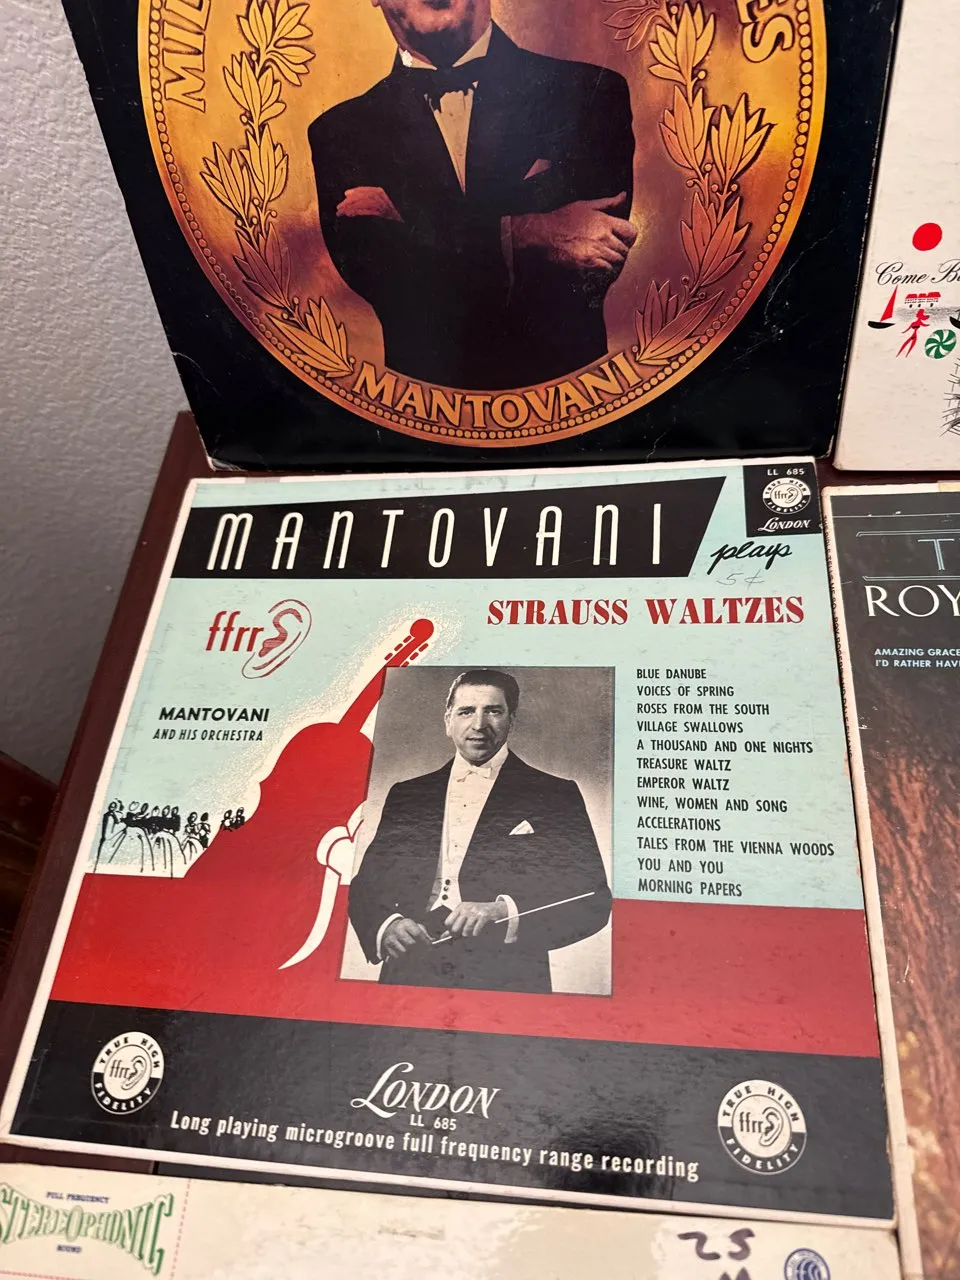 MANTOVANI
Come
LL 685
TRUE HIGH FIDELITY
ffrr
LONDON
MANTOVANI
plays
5¢
STRAUSS WALTZES
ffrr
MANTOVANI
AND HIS ORCHESTRA
BLUE DANUBE
VOICES OF SPRING
ROSES FROM THE SOUTH
VILLAGE SWALLOWS
A THOUSAND AND ONE NIGHTS
TREASURE WALTZ
EMPEROR WALTZ
WINE, WOMEN AND SONG
ACCELERATIONS
TALES FROM THE VIENNA WOODS
YOU AND YOU
MORNING PAPERS
TRUE HIGH FIDELITY
ffrr
LONDON
LL 685
Long playing microgroove full frequency range recording
TRUE HIGH FIDELITY
ffrr
ROY
AMAZING GRACE
I'D RATHER HAV
FULL FREQUENCY
STEREOPHONIC
SOUND
25